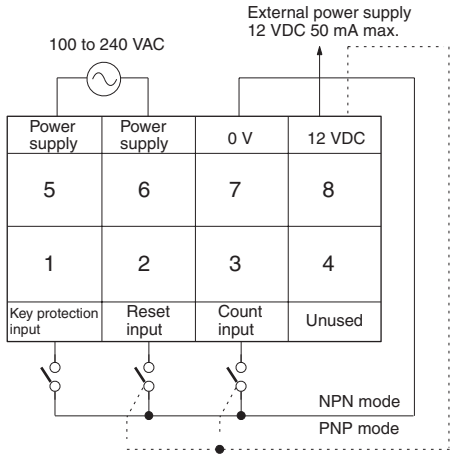 External power supply
12 VDC 50 mA max.
100 to 240 VAC
Power supply
Power supply
0 V
12 VDC
5
6
7
8
1
2
3
4
Key protection input
Reset input
Count input
Unused
NPN mode
PNP mode